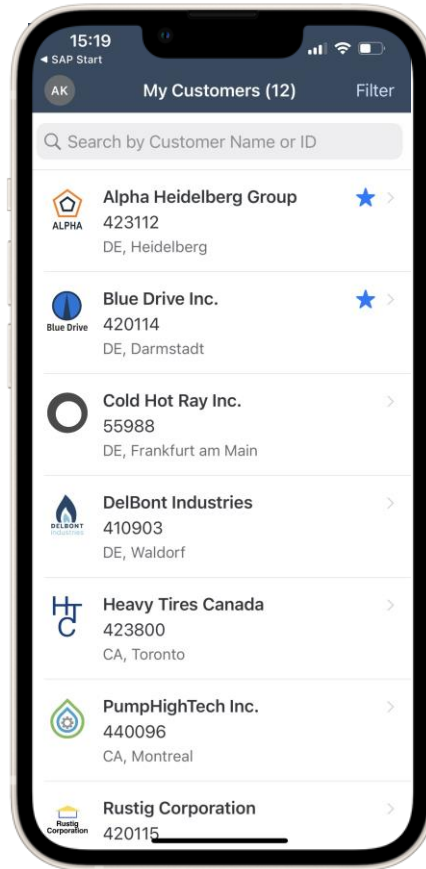 15:19
◀ SAP Start
AK
My Customers (12)
Filter
Search by Customer Name or ID
ALPHA
Alpha Heidelberg Group
423112
DE, Heidelberg
Blue Drive
Blue Drive Inc.
420114
DE, Darmstadt
Cold Hot Ray Inc.
55988
DE, Frankfurt am Main
DELBONT
industries
DelBont Industries
410903
DE, Waldorf
HTC
Heavy Tires Canada
423800
CA, Toronto
PumpHighTech Inc.
440096
CA, Montreal
Rustig
Corporation
Rustig Corporation
420115